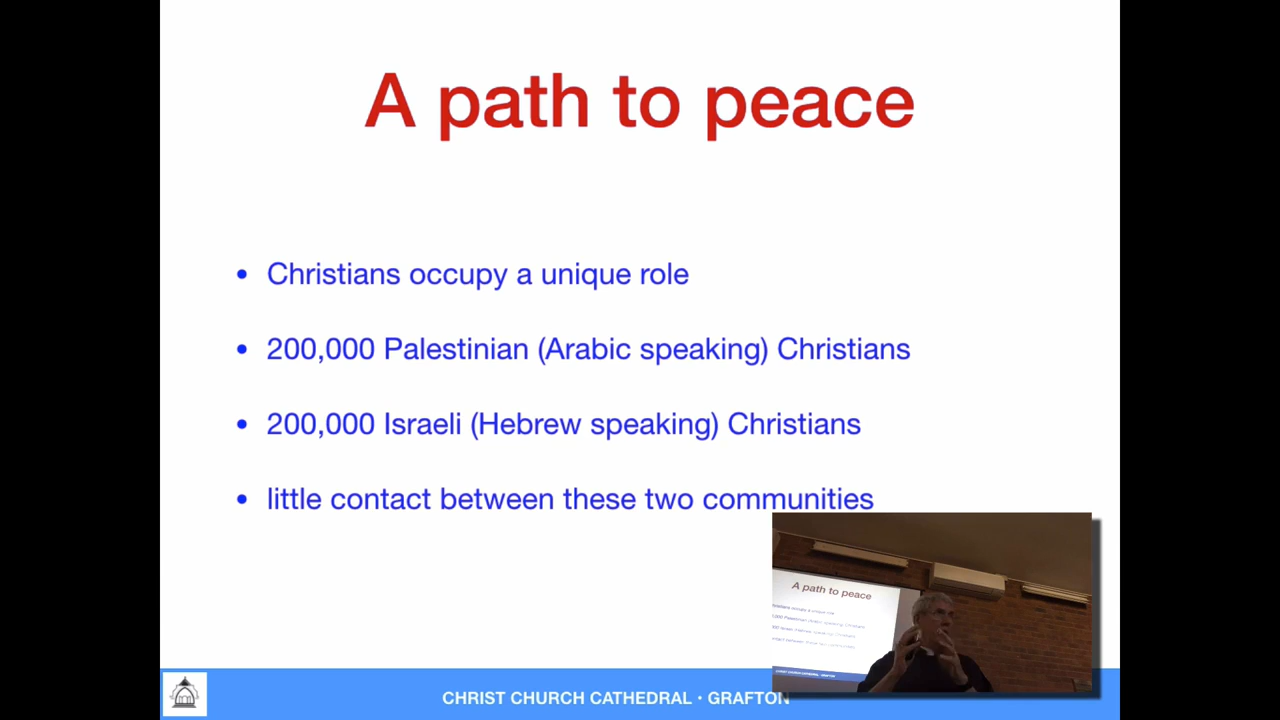 A path to peace
• Christians occupy a unique role
• 200,000 Palestinian (Arabic speaking) Christians
• 200,000 Israeli (Hebrew speaking) Christians
• little contact between these two communities
A path to peace
CHRIST CHURCH CATHEDRAL · GRAFTON